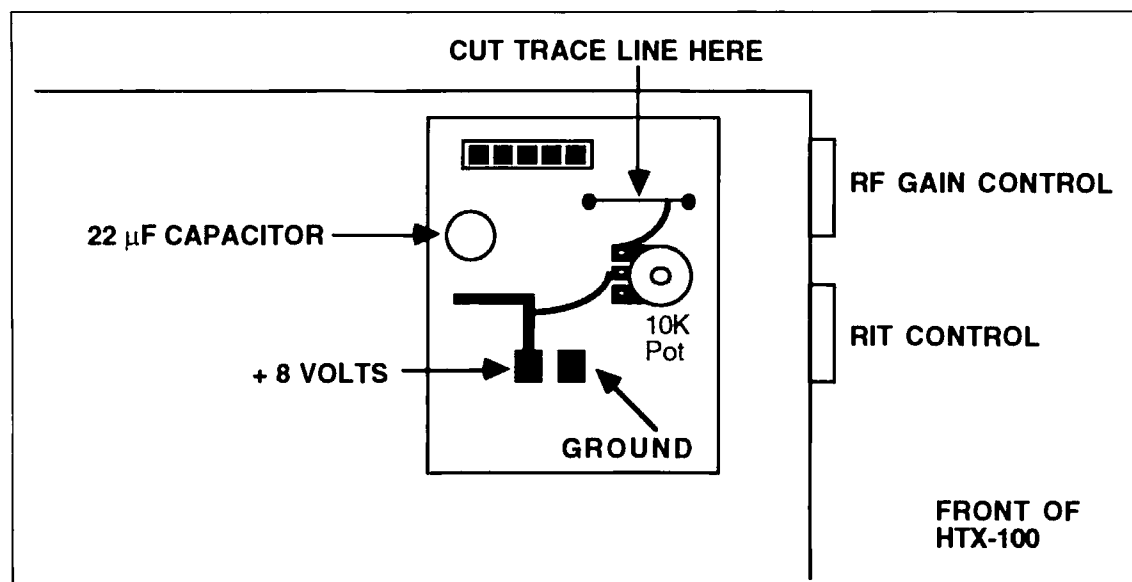 CUT TRACE LINE HERE
RF GAIN CONTROL
22 µF CAPACITOR
10K
Pot
RIT CONTROL
+ 8 VOLTS
GROUND
FRONT OF
HTX-100